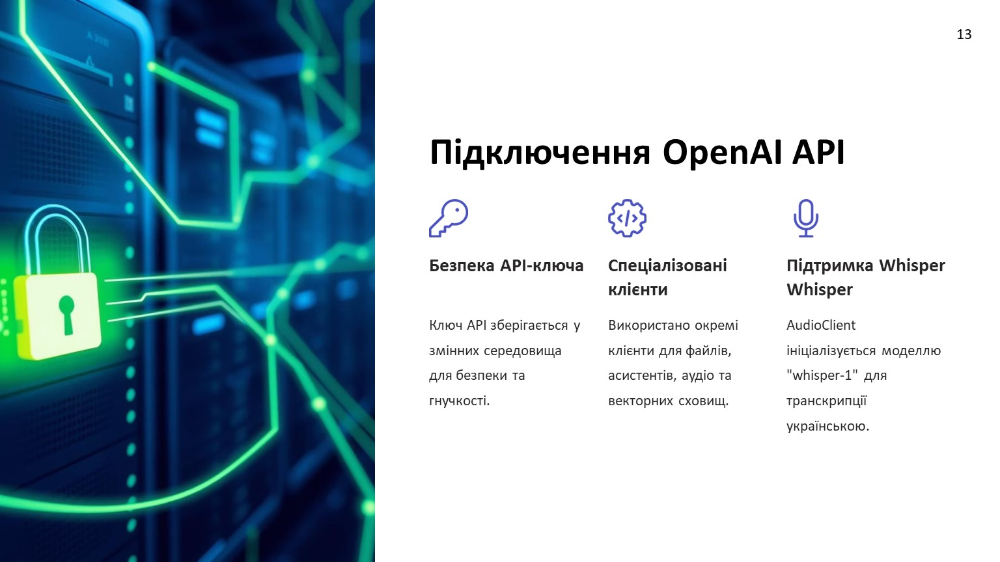 13
Підключення OpenAI API
Безпека API-ключа
Ключ API зберігається у
змінних середовища
для безпеки та
гнучкості.
Спеціалізовані
клієнти
Використано окремі
клієнти для файлів,
асистентів, аудіо та
векторних сховищ.
Підтримка Whisper
Whisper
AudioClient
ініціалізується моделлю
"whisper-1" для
транскрипції
українською.